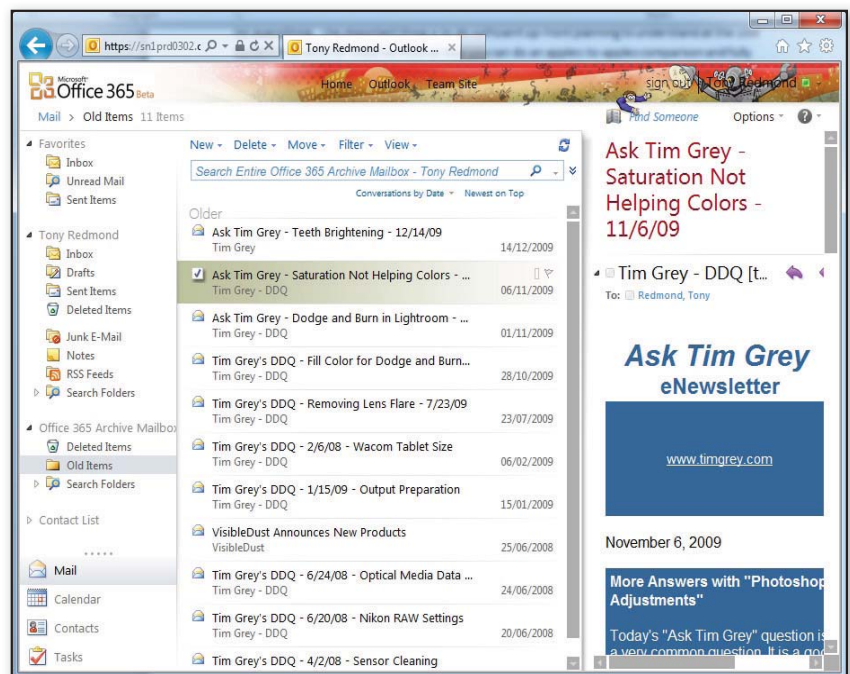 https://sn1prd0302.c
Tony Redmond - Outlook ...
Microsoft
Office 365 Beta
Home Outlook Team Site
sign out Tony Redmond
Mail > Old Items 11 Items
Find Someone Options
Favorites
Inbox
Unread Mail
Sent Items
Tony Redmond
Inbox
Drafts
Sent Items
Deleted Items
Junk E-Mail
Notes
RSS Feeds
Search Folders
Office 365 Archive Mailbo
Deleted Items
Old Items
Search Folders
Contact List
Mail
Calendar
Contacts
Tasks
New Delete Move Filter View
Search Entire Office 365 Archive Mailbox - Tony Redmond
Conversations by Date Newest on Top
Older
Ask Tim Grey - Teeth Brightening - 12/14/09
Tim Grey 14/12/2009
Ask Tim Grey - Saturation Not Helping Colors - ...
Tim Grey - DDQ 06/11/2009
Ask Tim Grey - Dodge and Burn in Lightroom - ...
Tim Grey - DDQ 01/11/2009
Tim Grey's DDQ - Fill Color for Dodge and Burn...
Tim Grey - DDQ 28/10/2009
Tim Grey's DDQ - Removing Lens Flare - 7/23/09
Tim Grey - DDQ 23/07/2009
Tim Grey's DDQ - 2/6/08 - Wacom Tablet Size
Tim Grey - DDQ 06/02/2009
Tim Grey's DDQ - 1/15/09 - Output Preparation
Tim Grey - DDQ 15/01/2009
VisibleDust Announces New Products
VisibleDust 25/06/2008
Tim Grey's DDQ - 6/24/08 - Optical Media Data ...
Tim Grey - DDQ 24/06/2008
Tim Grey's DDQ - 6/20/08 - Nikon RAW Settings
Tim Grey - DDQ 20/06/2008
Tim Grey's DDQ - 4/2/08 - Sensor Cleaning
Ask Tim Grey -
Saturation Not
Helping Colors -
11/6/09
Tim Grey - DDQ [t...
To: Redmond, Tony
Ask Tim Grey
eNewsletter
www.timgrey.com
November 6, 2009
More Answers with "Photoshop
Adjustments"
Today's "Ask Tim Grey" question is
a very common question. It is a goo